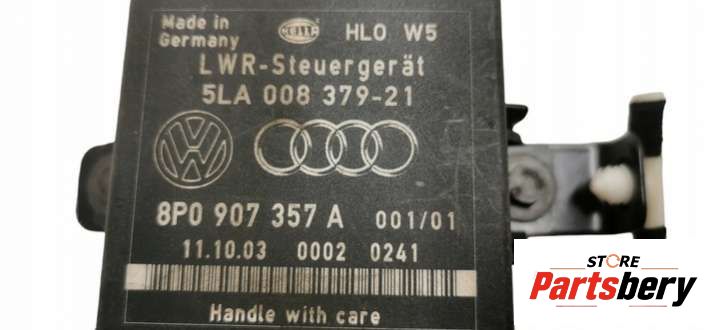 Made in
Germany
HELLA
HLO W5
LWR-Steuergerät
5LA 008 379-21
8P0 907 357 A 001/01
11.10.03 0002 0241
Handle with care
STORE
Partsbery